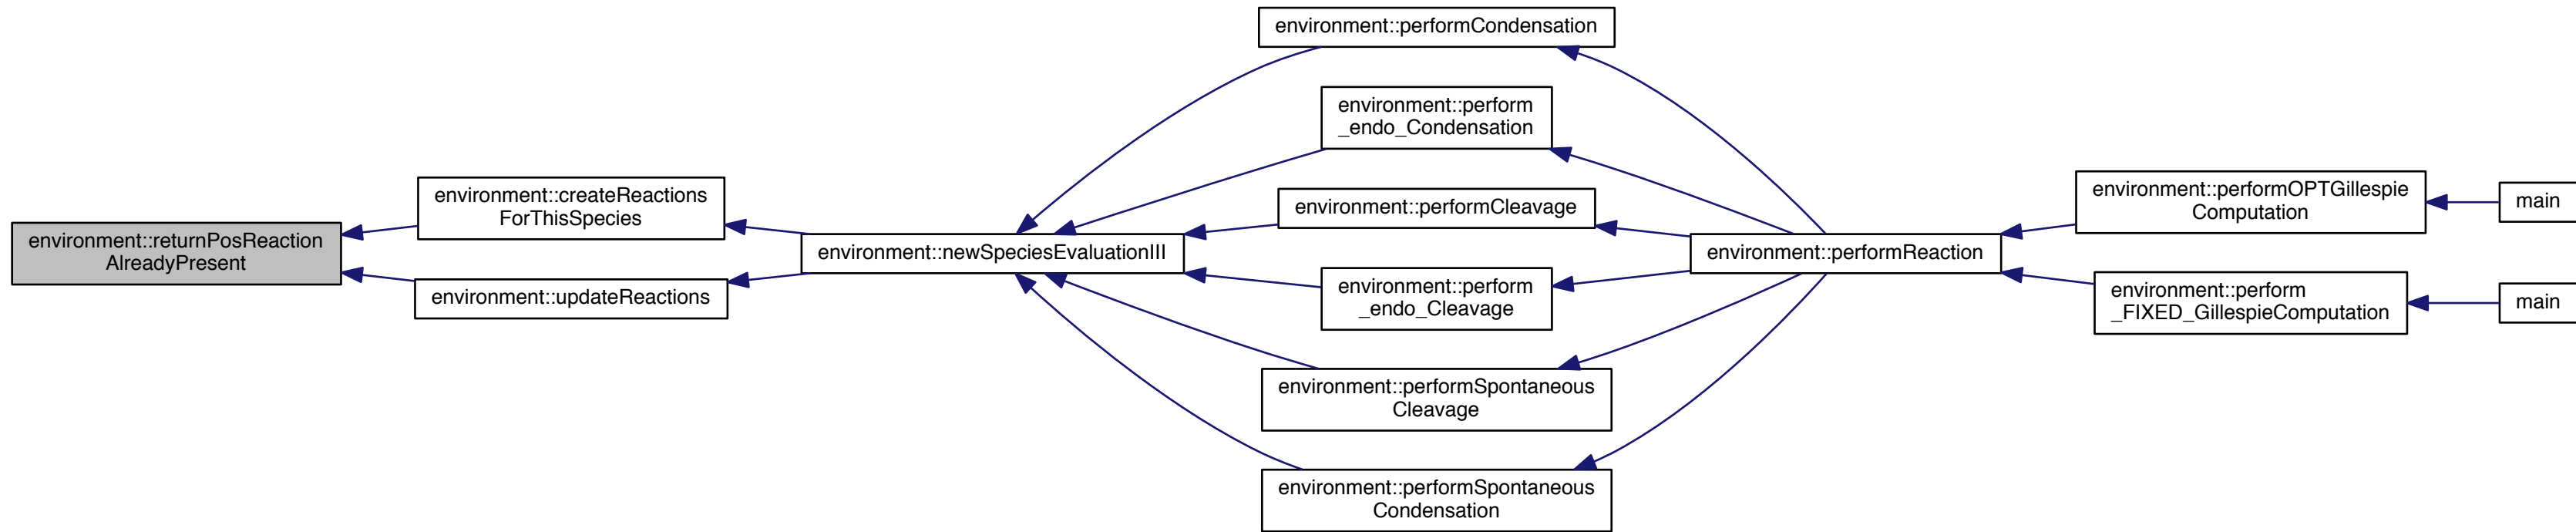 environment::returnPosReaction
AlreadyPresent
environment::createReactions
ForThisSpecies
environment::updateReactions
environment::newSpeciesEvaluationIII
environment::performCondensation
environment::perform
_endo_Condensation
environment::performCleavage
environment::perform
_endo_Cleavage
environment::performSpontaneous
Cleavage
environment::performSpontaneous
Condensation
environment::performReaction
environment::performOPTGillespie
Computation
environment::perform
_FIXED_GillespieComputation
main
main